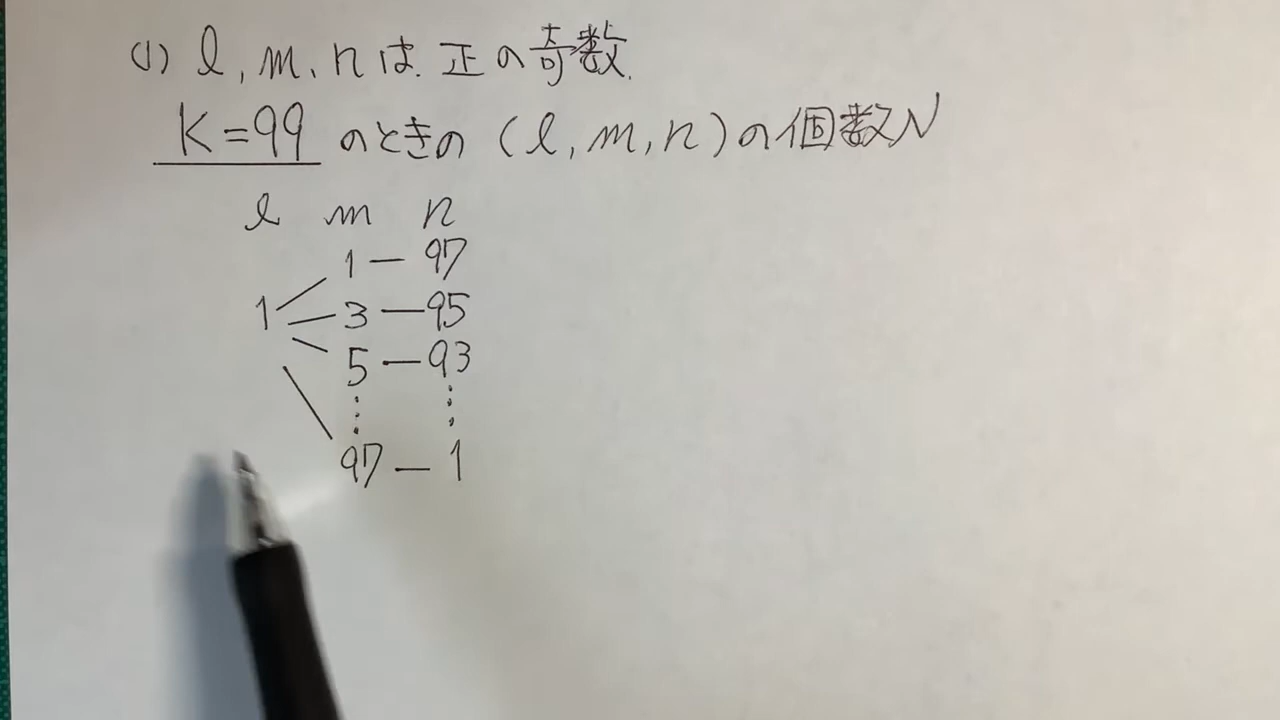 (1) l, m, n は 正の奇数.
K=99 のときの (l, m, n) の個数N
l m n
1 — 97
1 3 — 95
5 — 93
⋮ ⋮
97 — 1